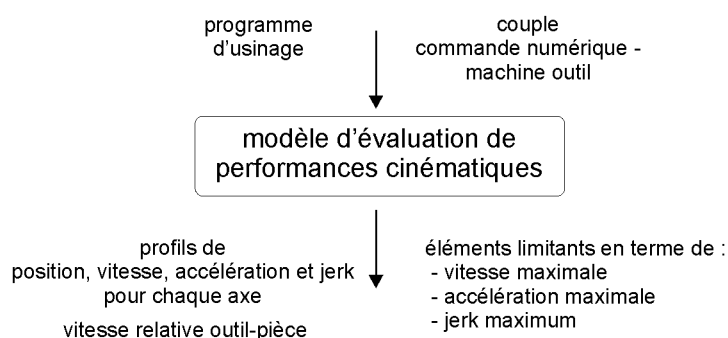 programme
d'usinage
couple
commande numérique -
machine outil
modèle d'évaluation de
performances cinématiques
profils de
position, vitesse, accélération et jerk
pour chaque axe
vitesse relative outil-pièce
éléments limitants en terme de :
- vitesse maximale
- accélération maximale
- jerk maximum